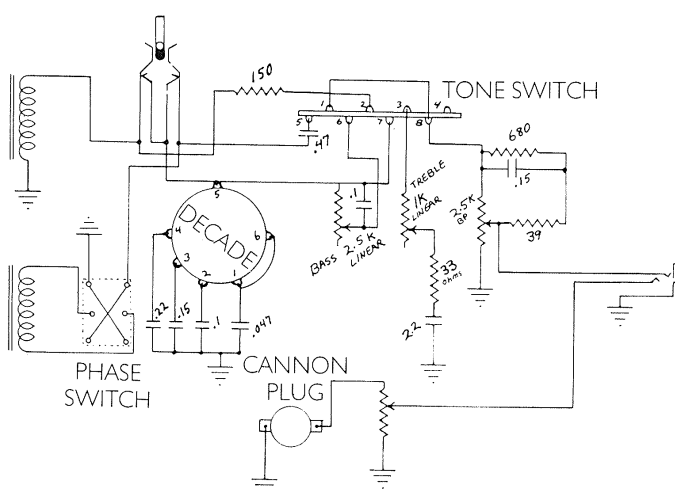 150
TONE SWITCH
1 2 3 4
5 6 7 8
.47
680
.15
TREBLE
1K
LINEAR
2.5K
BP
39
.1
BASS 2.5K
LINEAR
33
ohms
2.2
DECADE
5
4 6
3 2 1
.22 .15 .1 .047
PHASE
SWITCH
CANNON
PLUG